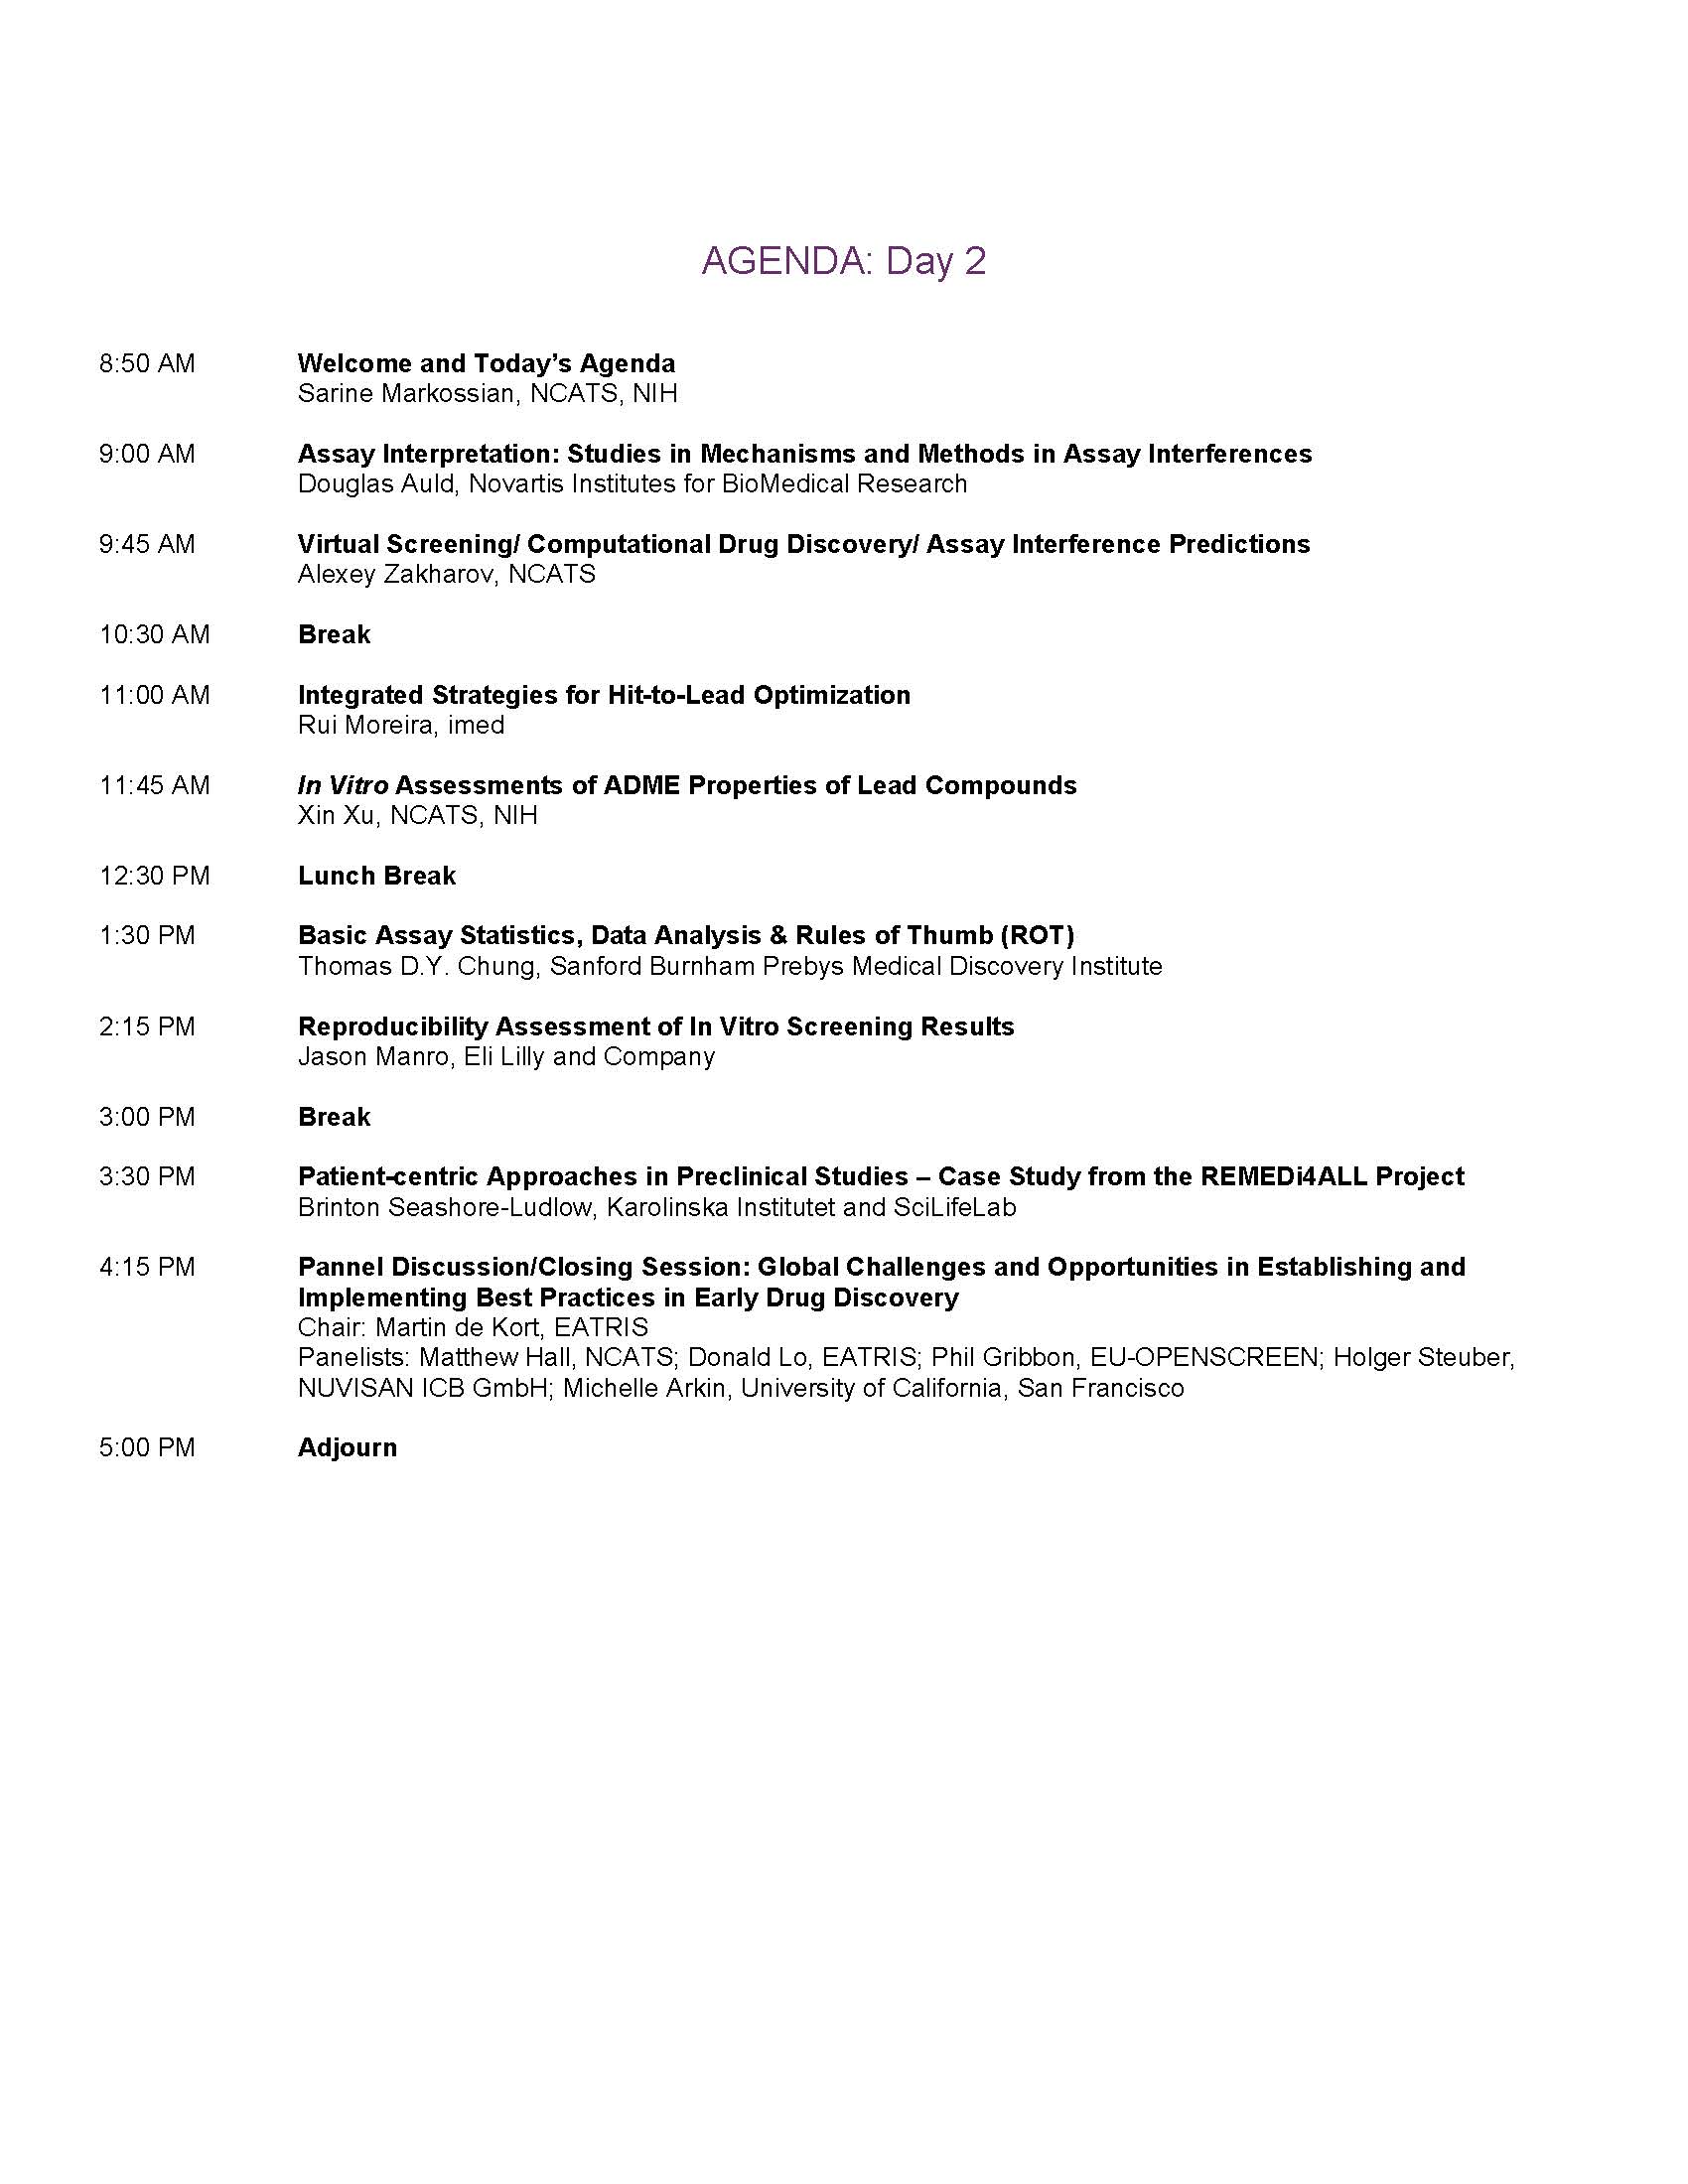 AGENDA: Day 2
8:50 AM Welcome and Today’s Agenda
Sarine Markossian, NCATS, NIH
9:00 AM Assay Interpretation: Studies in Mechanisms and Methods in Assay Interferences
Douglas Auld, Novartis Institutes for BioMedical Research
9:45 AM Virtual Screening/ Computational Drug Discovery/ Assay Interference Predictions
Alexey Zakharov, NCATS
10:30 AM Break
11:00 AM Integrated Strategies for Hit-to-Lead Optimization
Rui Moreira, imed
11:45 AM In Vitro Assessments of ADME Properties of Lead Compounds
Xin Xu, NCATS, NIH
12:30 PM Lunch Break
1:30 PM Basic Assay Statistics, Data Analysis & Rules of Thumb (ROT)
Thomas D.Y. Chung, Sanford Burnham Prebys Medical Discovery Institute
2:15 PM Reproducibility Assessment of In Vitro Screening Results
Jason Manro, Eli Lilly and Company
3:00 PM Break
3:30 PM Patient-centric Approaches in Preclinical Studies – Case Study from the REMEDi4ALL Project
Brinton Seashore-Ludlow, Karolinska Institutet and SciLifeLab
4:15 PM Pannel Discussion/Closing Session: Global Challenges and Opportunities in Establishing and
Implementing Best Practices in Early Drug Discovery
Chair: Martin de Kort, EATRIS
Panelists: Matthew Hall, NCATS; Donald Lo, EATRIS; Phil Gribbon, EU-OPENSCREEN; Holger Steuber,
NUVISAN ICB GmbH; Michelle Arkin, University of California, San Francisco
5:00 PM Adjourn